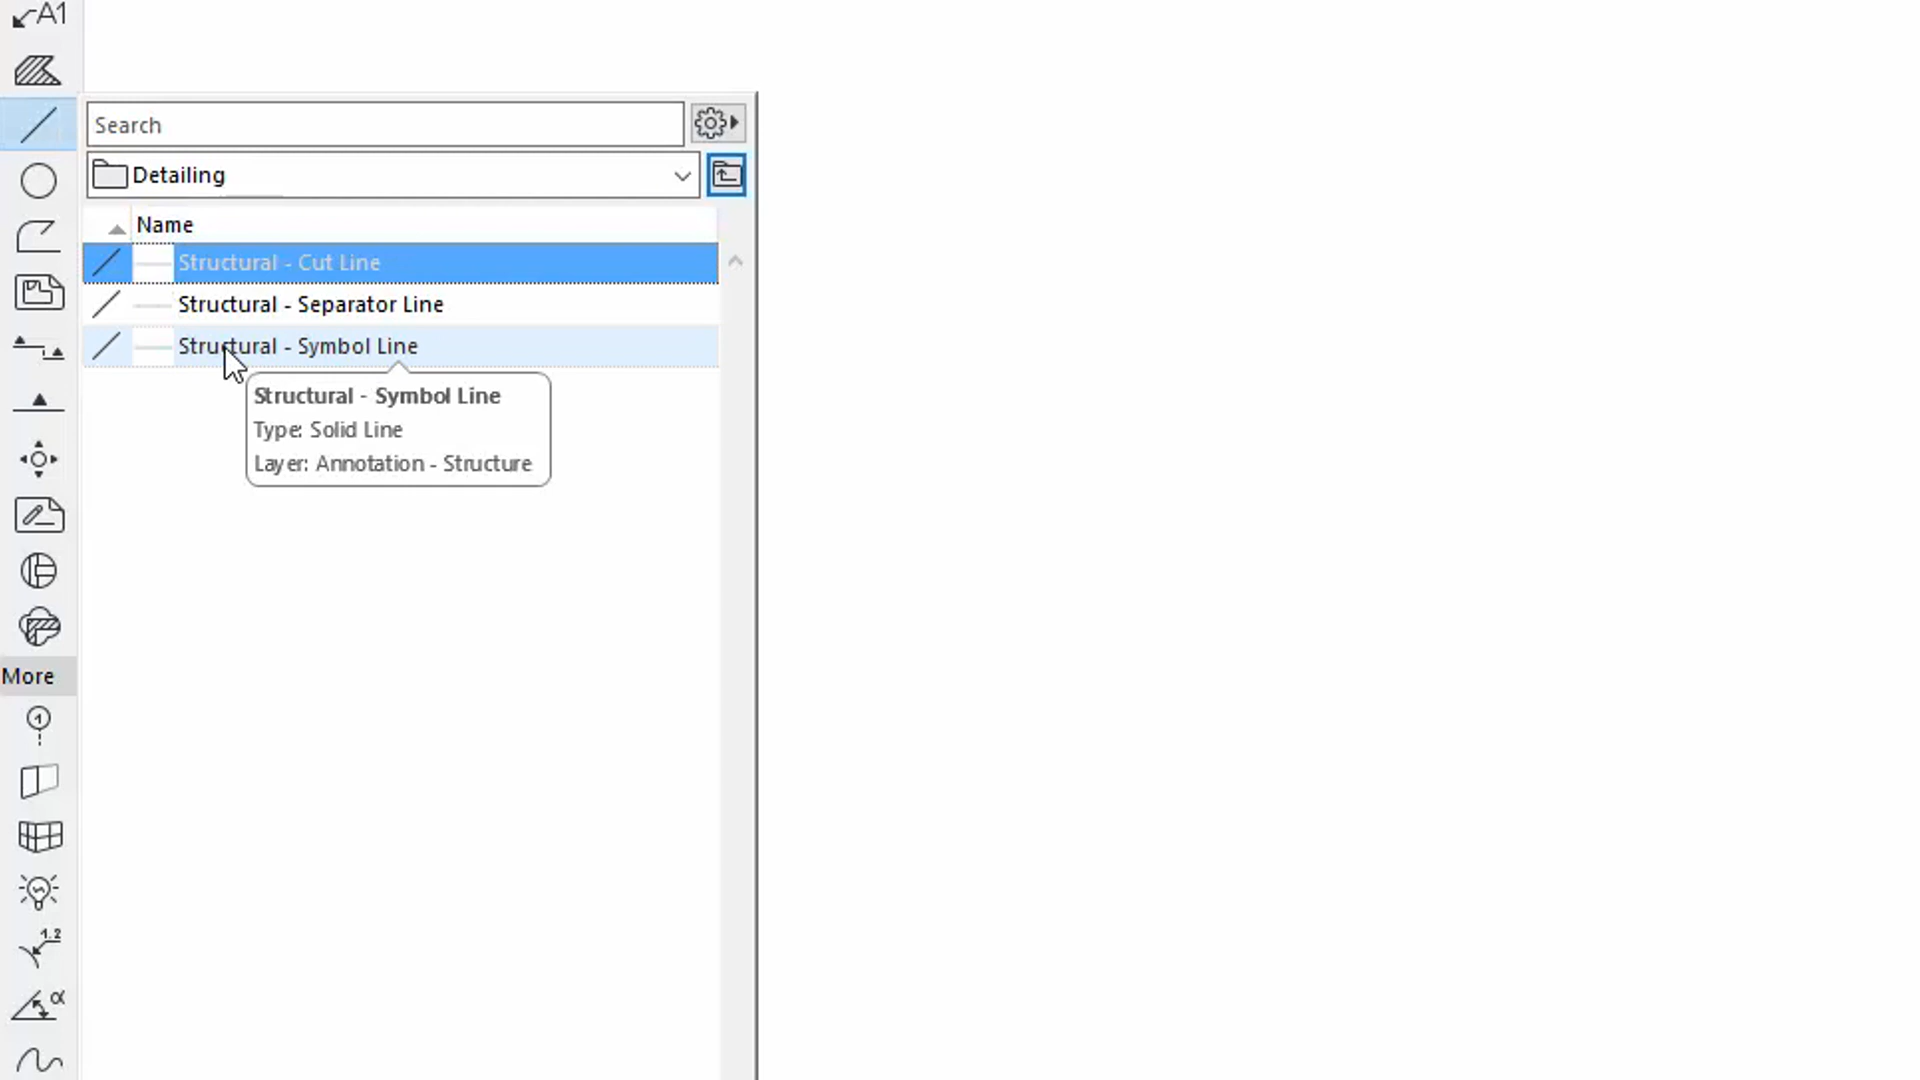 A1
Search
Detailing
Name
Structural - Cut Line
Structural - Separator Line
Structural - Symbol Line
Structural - Symbol Line
Type: Solid Line
Layer: Annotation - Structure
More
1
1.2
α